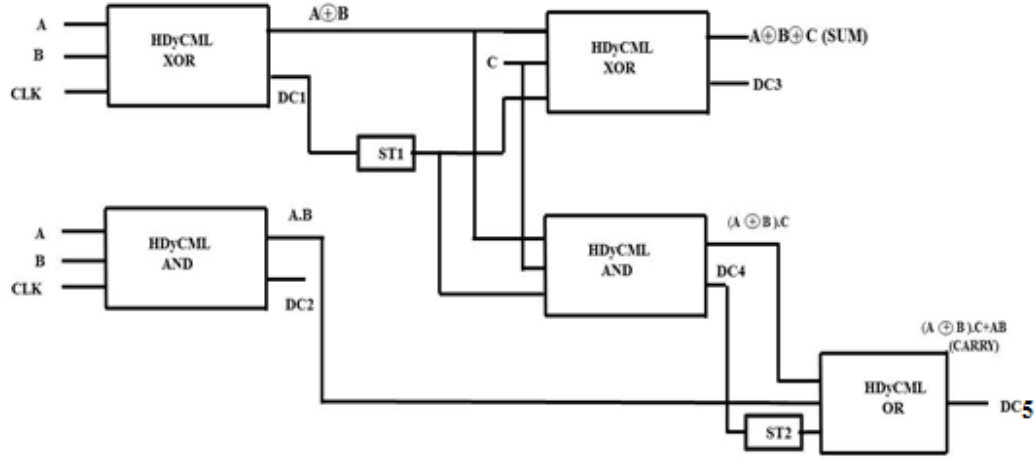 A
B
CLK
HDyCML
XOR
A⊕B
DC1
ST1
C
HDyCML
XOR
A⊕B⊕C (SUM)
DC3
A
B
CLK
HDyCML
AND
A.B
DC2
HDyCML
AND
(A ⊕ B).C
DC4
ST2
HDyCML
OR
(A ⊕ B).C+AB
(CARRY)
DC5